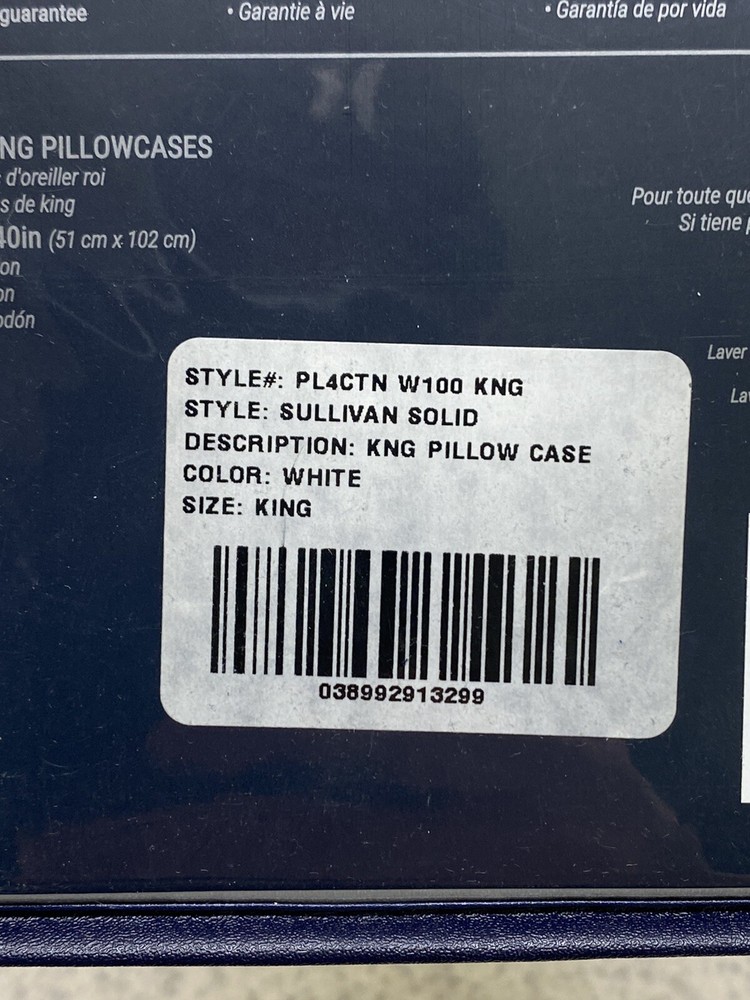 guarantee
• Garantie à vie
• Garantía de por vida
NG PILLOWCASES
d'oreiller roi
s de king
40in (51 cm x 102 cm)
on
on
odón
Pour toute que
Si tiene
Laver
Lav
STYLE#: PL4CTN W100 KNG
STYLE: SULLIVAN SOLID
DESCRIPTION: KNG PILLOW CASE
COLOR: WHITE
SIZE: KING
038992913299